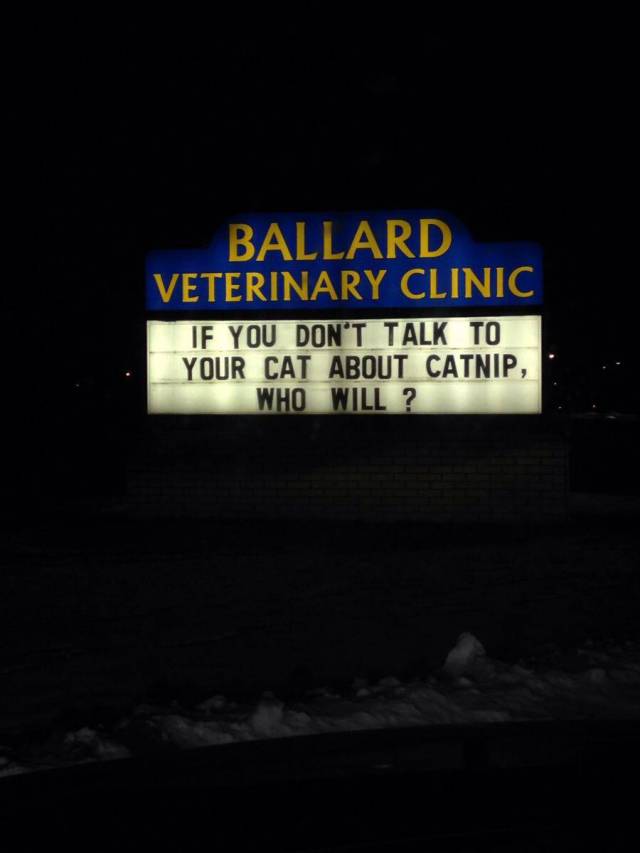 BALLARD
VETERINARY CLINIC
IF YOU DON'T TALK TO
YOUR CAT ABOUT CATNIP,
WHO WILL ?